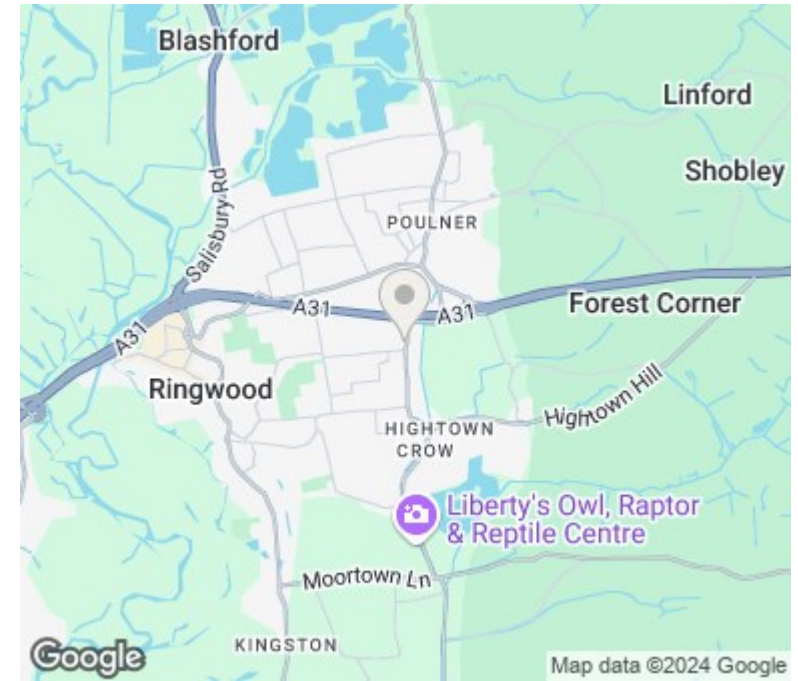 Blashford
Linford
Shobley
Salisbury Rd
POULNER
A31
A31
A31
Forest Corner
Ringwood
Hightown Hill
HIGHTOWN
CROW
Liberty's Owl, Raptor
& Reptile Centre
Moortown Ln
KINGSTON
Google
Map data ©2024 Google